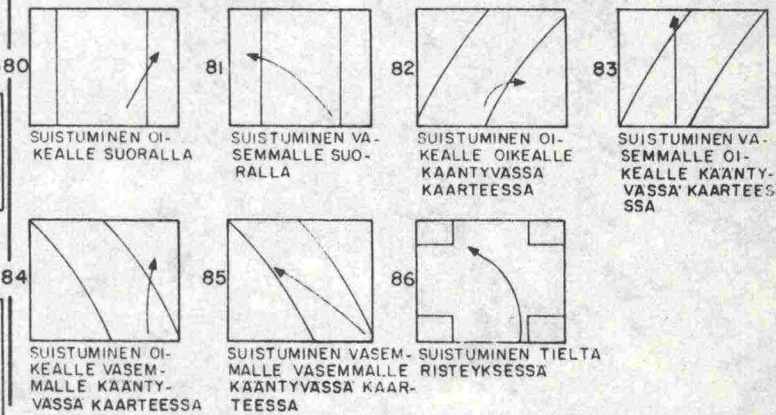 80
SUISTUMINEN OI-
KEALLE SUORALLA
81
SUISTUMINEN VA-
SEMMALLE SUO-
RALLA
82
SUISTUMINEN OI-
KEALLE OIKEALLE
KÄÄNTYVÄSSÄ
KAARTEESSA
83
SUISTUMINEN VA-
SEMMALLE OI-
KEALLE KÄÄNTY-
VÄSSÄ KAARTEES
SSA
84
SUISTUMINEN OI-
KEALLE VASEM-
MALLE KÄÄNTY-
VÄSSÄ KAARTEESSA
85
SUISTUMINEN VASEM-
MALLE VASEMMALLE
KÄÄNTYVÄSSÄ KAAR-
TEESSA
86
SUISTUMINEN TIELTÄ
RISTEYKSESSÄ